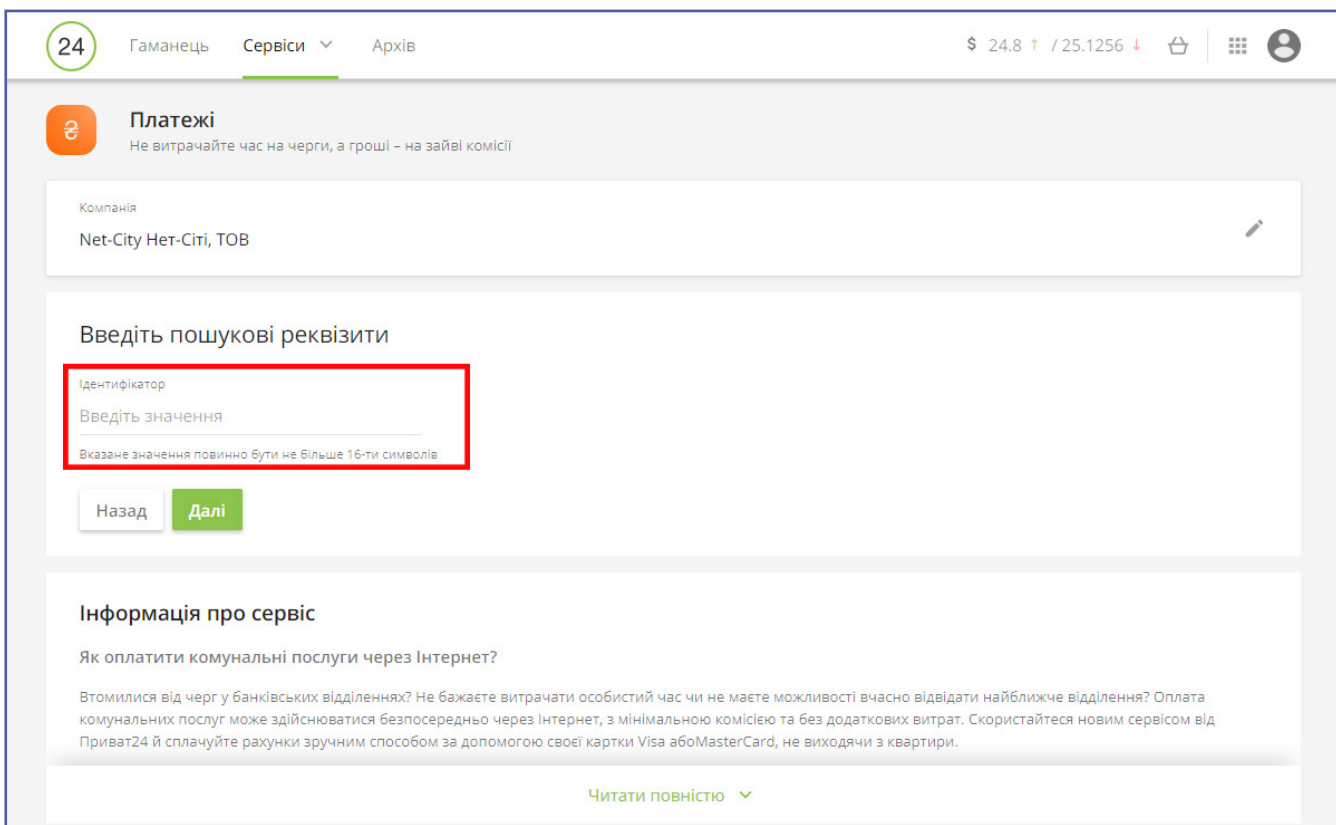 24 Гаманець Сервіси Архів $ 24.8 ↑ / 25.1256 ↓
₴ Платежі
Не витрачайте час на черги, а гроші – на зайві комісії
Компанія
Net-City Нет-Сіті, ТОВ
Введіть пошукові реквізити
Ідентифікатор
Введіть значення
Вказане значення повинно бути не більше 16-ти символів
Назад Далі
Інформація про сервіс
Як оплатити комунальні послуги через Інтернет?
Втомилися від черг у банківських відділеннях? Не бажаєте витрачати особистий час чи не маєте можливості вчасно відвідати найближче відділення? Оплата
комунальних послуг може здійснюватися безпосередньо через Інтернет, з мінімальною комісією та без додаткових витрат. Скористайтеся новим сервісом від
Приват24 й сплачуйте рахунки зручним способом за допомогою своєї картки Visa абоMasterCard, не виходячи з квартири.
Читати повністю